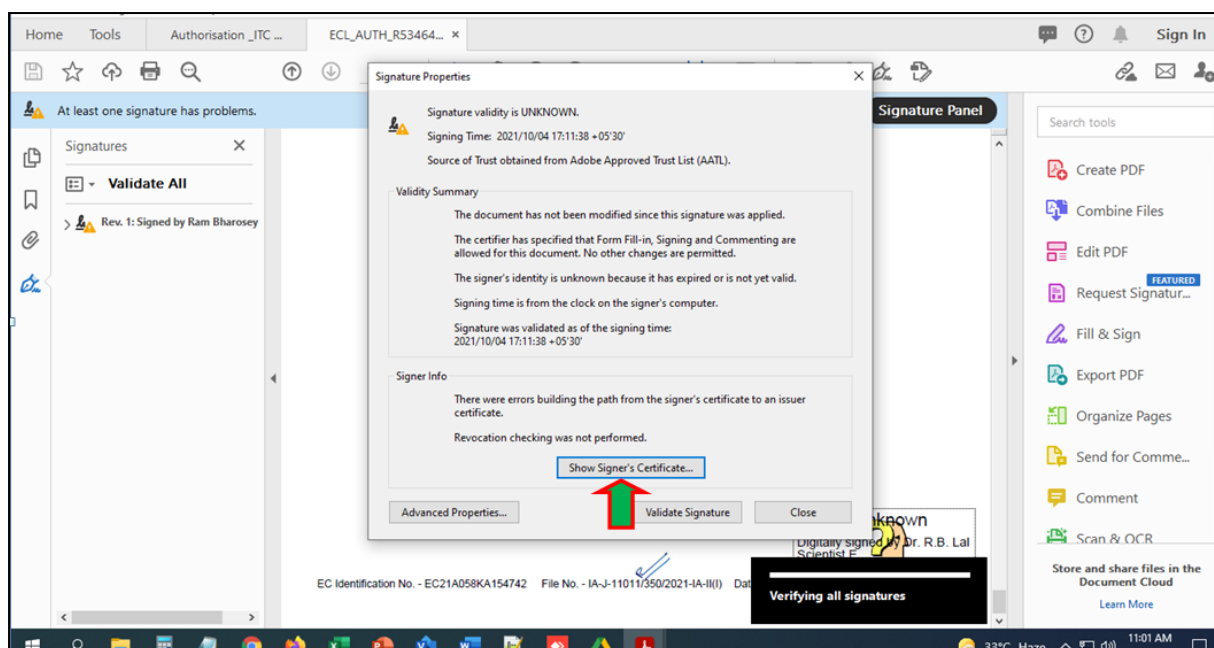 Home Tools Authorisation _ITC ... ECL_AUTH_R53464... × Sign In
At least one signature has problems.
Signature Panel
Signatures
Validate All
Rev. 1: Signed by Ram Bharosey
Signature Properties
Signature validity is UNKNOWN.
Signing Time: 2021/10/04 17:11:38 +05'30'
Source of Trust obtained from Adobe Approved Trust List (AATL).
Validity Summary
The document has not been modified since this signature was applied.
The certifier has specified that Form Fill-in, Signing and Commenting are
allowed for this document. No other changes are permitted.
The signer's identity is unknown because it has expired or is not yet valid.
Signing time is from the clock on the signer's computer.
Signature was validated as of the signing time:
2021/10/04 17:11:38 +05'30'
Signer Info
There were errors building the path from the signer's certificate to an issuer
certificate.
Revocation checking was not performed.
Show Signer's Certificate...
Advanced Properties...
Validate Signature
Close
Digitally signed by Dr. R.B. Lal
Scientist E
EC Identification No. - EC21A058KA154742 File No. - IA-J-11011/350/2021-IA-II(I)
Verifying all signatures
Search tools
Create PDF
Combine Files
Edit PDF
FEATURED
Request Signatur...
Fill & Sign
Export PDF
Organize Pages
Send for Comme...
Comment
Scan & OCR
Store and share files in the
Document Cloud
Learn More
33°C Haze
11:01 AM